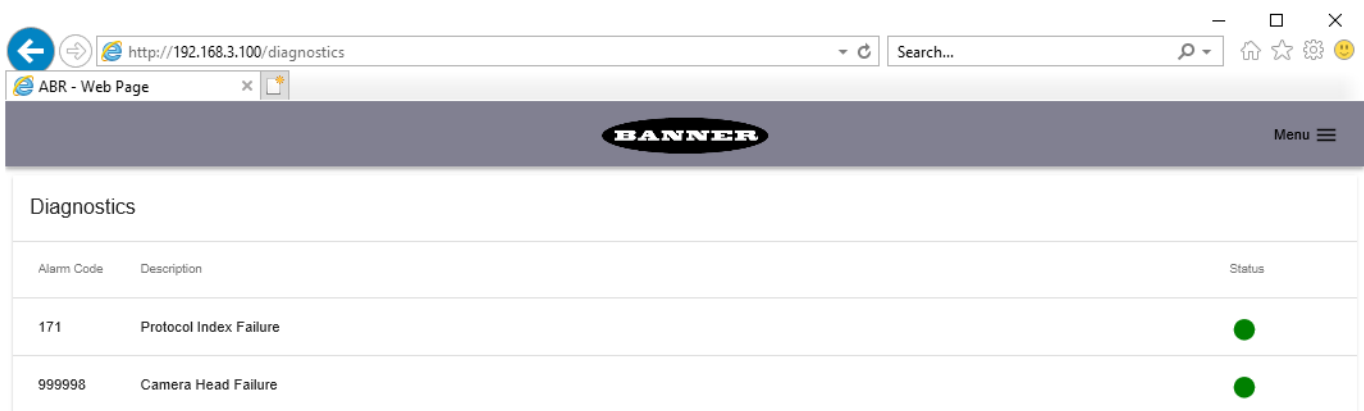 http://192.168.3.100/diagnostics
Search...
ABR - Web Page
BANNER
Menu
Diagnostics
Alarm Code Description Status
171 Protocol Index Failure
999998 Camera Head Failure